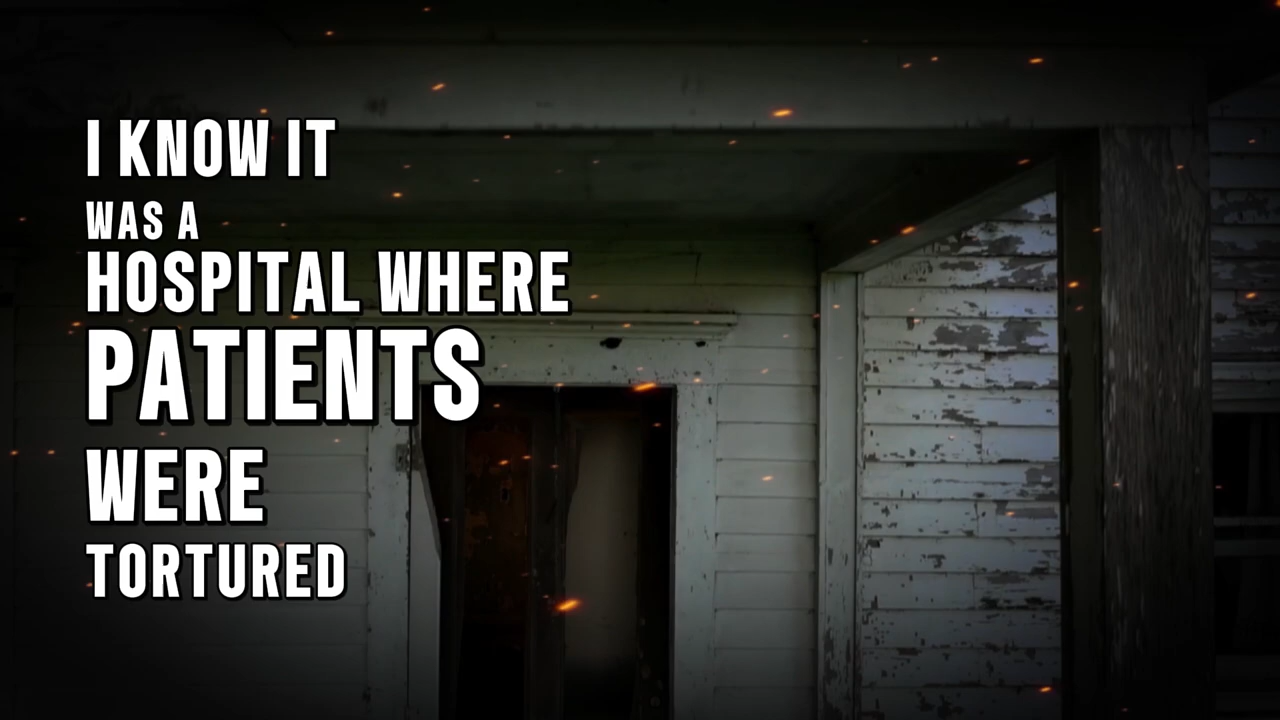 I KNOW IT
WAS A
HOSPITAL WHERE
PATIENTS
WERE
TORTURED